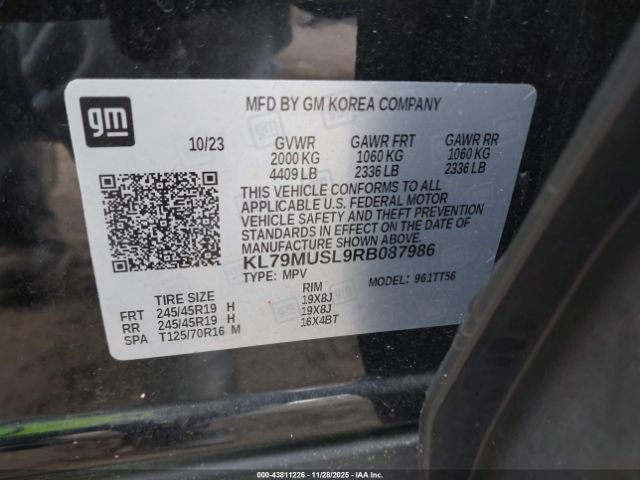 gm
MFD BY GM KOREA COMPANY
10/23 GVWR GAWR FRT GAWR RR
2000 KG 1060 KG 1060 KG
4409 LB 2336 LB 2336 LB
THIS VEHICLE CONFORMS TO ALL
APPLICABLE U.S. FEDERAL MOTOR
VEHICLE SAFETY AND THEFT PREVENTION
STANDARDS IN EFFECT ON THE DATE OF
MANUFACTURE SHOWN ABOVE.
KL79MUSL9RB087986
TYPE: MPV MODEL: 961TT56
TIRE SIZE RIM
FRT 245/45R19 H 19X8J
RR 245/45R19 H 19X8J
SPA T125/70R16 M 16X4BT
000-43811226 - 11/28/2025 - IAAI Copart USA